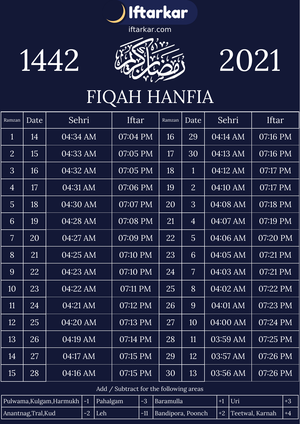 Iftarkar
iftarkar.com
1442 رمضان كريم 2021
FIQAH HANFIA
Ramzan Date Sehri Iftar Ramzan Date Sehri Iftar
1 14 04:34 AM 07:04 PM 16 29 04:14 AM 07:16 PM
2 15 04:33 AM 07:05 PM 17 30 04:13 AM 07:16 PM
3 16 04:32 AM 07:05 PM 18 1 04:12 AM 07:17 PM
4 17 04:31 AM 07:06 PM 19 2 04:10 AM 07:17 PM
5 18 04:30 AM 07:07 PM 20 3 04:08 AM 07:18 PM
6 19 04:28 AM 07:08 PM 21 4 04:07 AM 07:19 PM
7 20 04:27 AM 07:09 PM 22 5 04:06 AM 07:20 PM
8 21 04:25 AM 07:10 PM 23 6 04:05 AM 07:21 PM
9 22 04:23 AM 07:10 PM 24 7 04:03 AM 07:21 PM
10 23 04:22 AM 07:11 PM 25 8 04:02 AM 07:22 PM
11 24 04:21 AM 07:12 PM 26 9 04:01 AM 07:23 PM
12 25 04:20 AM 07:13 PM 27 10 04:00 AM 07:24 PM
13 26 04:19 AM 07:14 PM 28 11 03:59 AM 07:25 PM
14 27 04:17 AM 07:15 PM 29 12 03:57 AM 07:26 PM
15 28 04:16 AM 07:15 PM 30 13 03:56 AM 07:26 PM
Add / Subtract for the following areas
Pulwama,Kulgam,Harmukh -1 Pahalgam -3 Baramulla +1 Uri +3
Anantnag,Tral,Kud -2 Leh -11 Bandipora, Poonch +2 Teetwal, Karnah +4